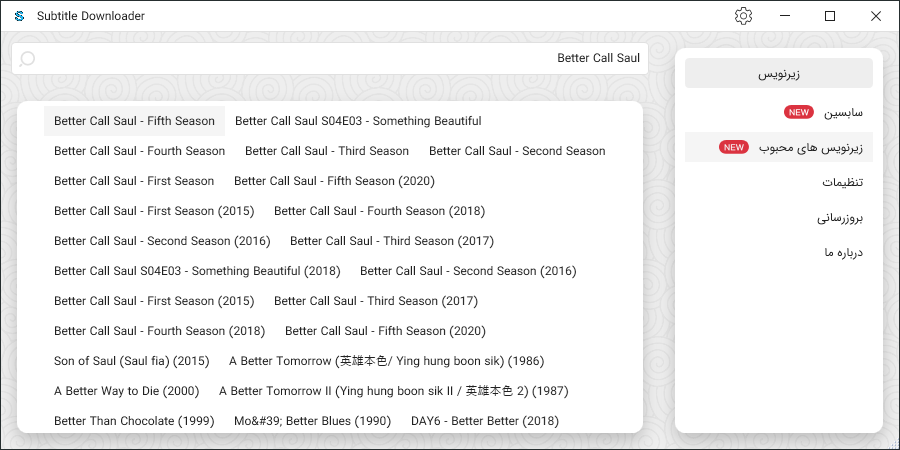 Subtitle Downloader
Better Call Saul
Better Call Saul - Fifth Season Better Call Saul S04E03 - Something Beautiful
Better Call Saul - Fourth Season Better Call Saul - Third Season Better Call Saul - Second Season
Better Call Saul - First Season Better Call Saul - Fifth Season (2020)
Better Call Saul - First Season (2015) Better Call Saul - Fourth Season (2018)
Better Call Saul - Second Season (2016) Better Call Saul - Third Season (2017)
Better Call Saul S04E03 - Something Beautiful (2018) Better Call Saul - Second Season (2016)
Better Call Saul - First Season (2015) Better Call Saul - Third Season (2017)
Better Call Saul - Fourth Season (2018) Better Call Saul - Fifth Season (2020)
Son of Saul (Saul fia) (2015) A Better Tomorrow (英雄本色/ Ying hung boon sik) (1986)
A Better Way to Die (2000) A Better Tomorrow II (Ying hung boon sik II / 英雄本色 2) (1987)
Better Than Chocolate (1999) Mo&#39; Better Blues (1990) DAY6 - Better Better (2018)
زیرنویس
سابسین NEW
زیرنویس های محبوب NEW
تنظیمات
بروزرسانی
درباره ما